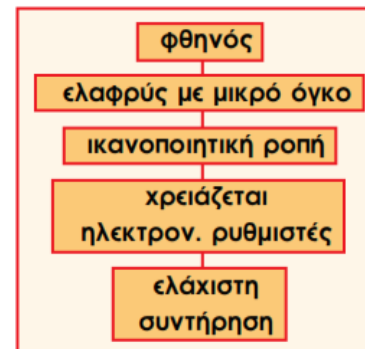 φθηνός
ελαφρύς με μικρό όγκο
ικανοποιητική ροπή
χρειάζεται
ηλεκτρον. ρυθμιστές
ελάχιστη
συντήρηση